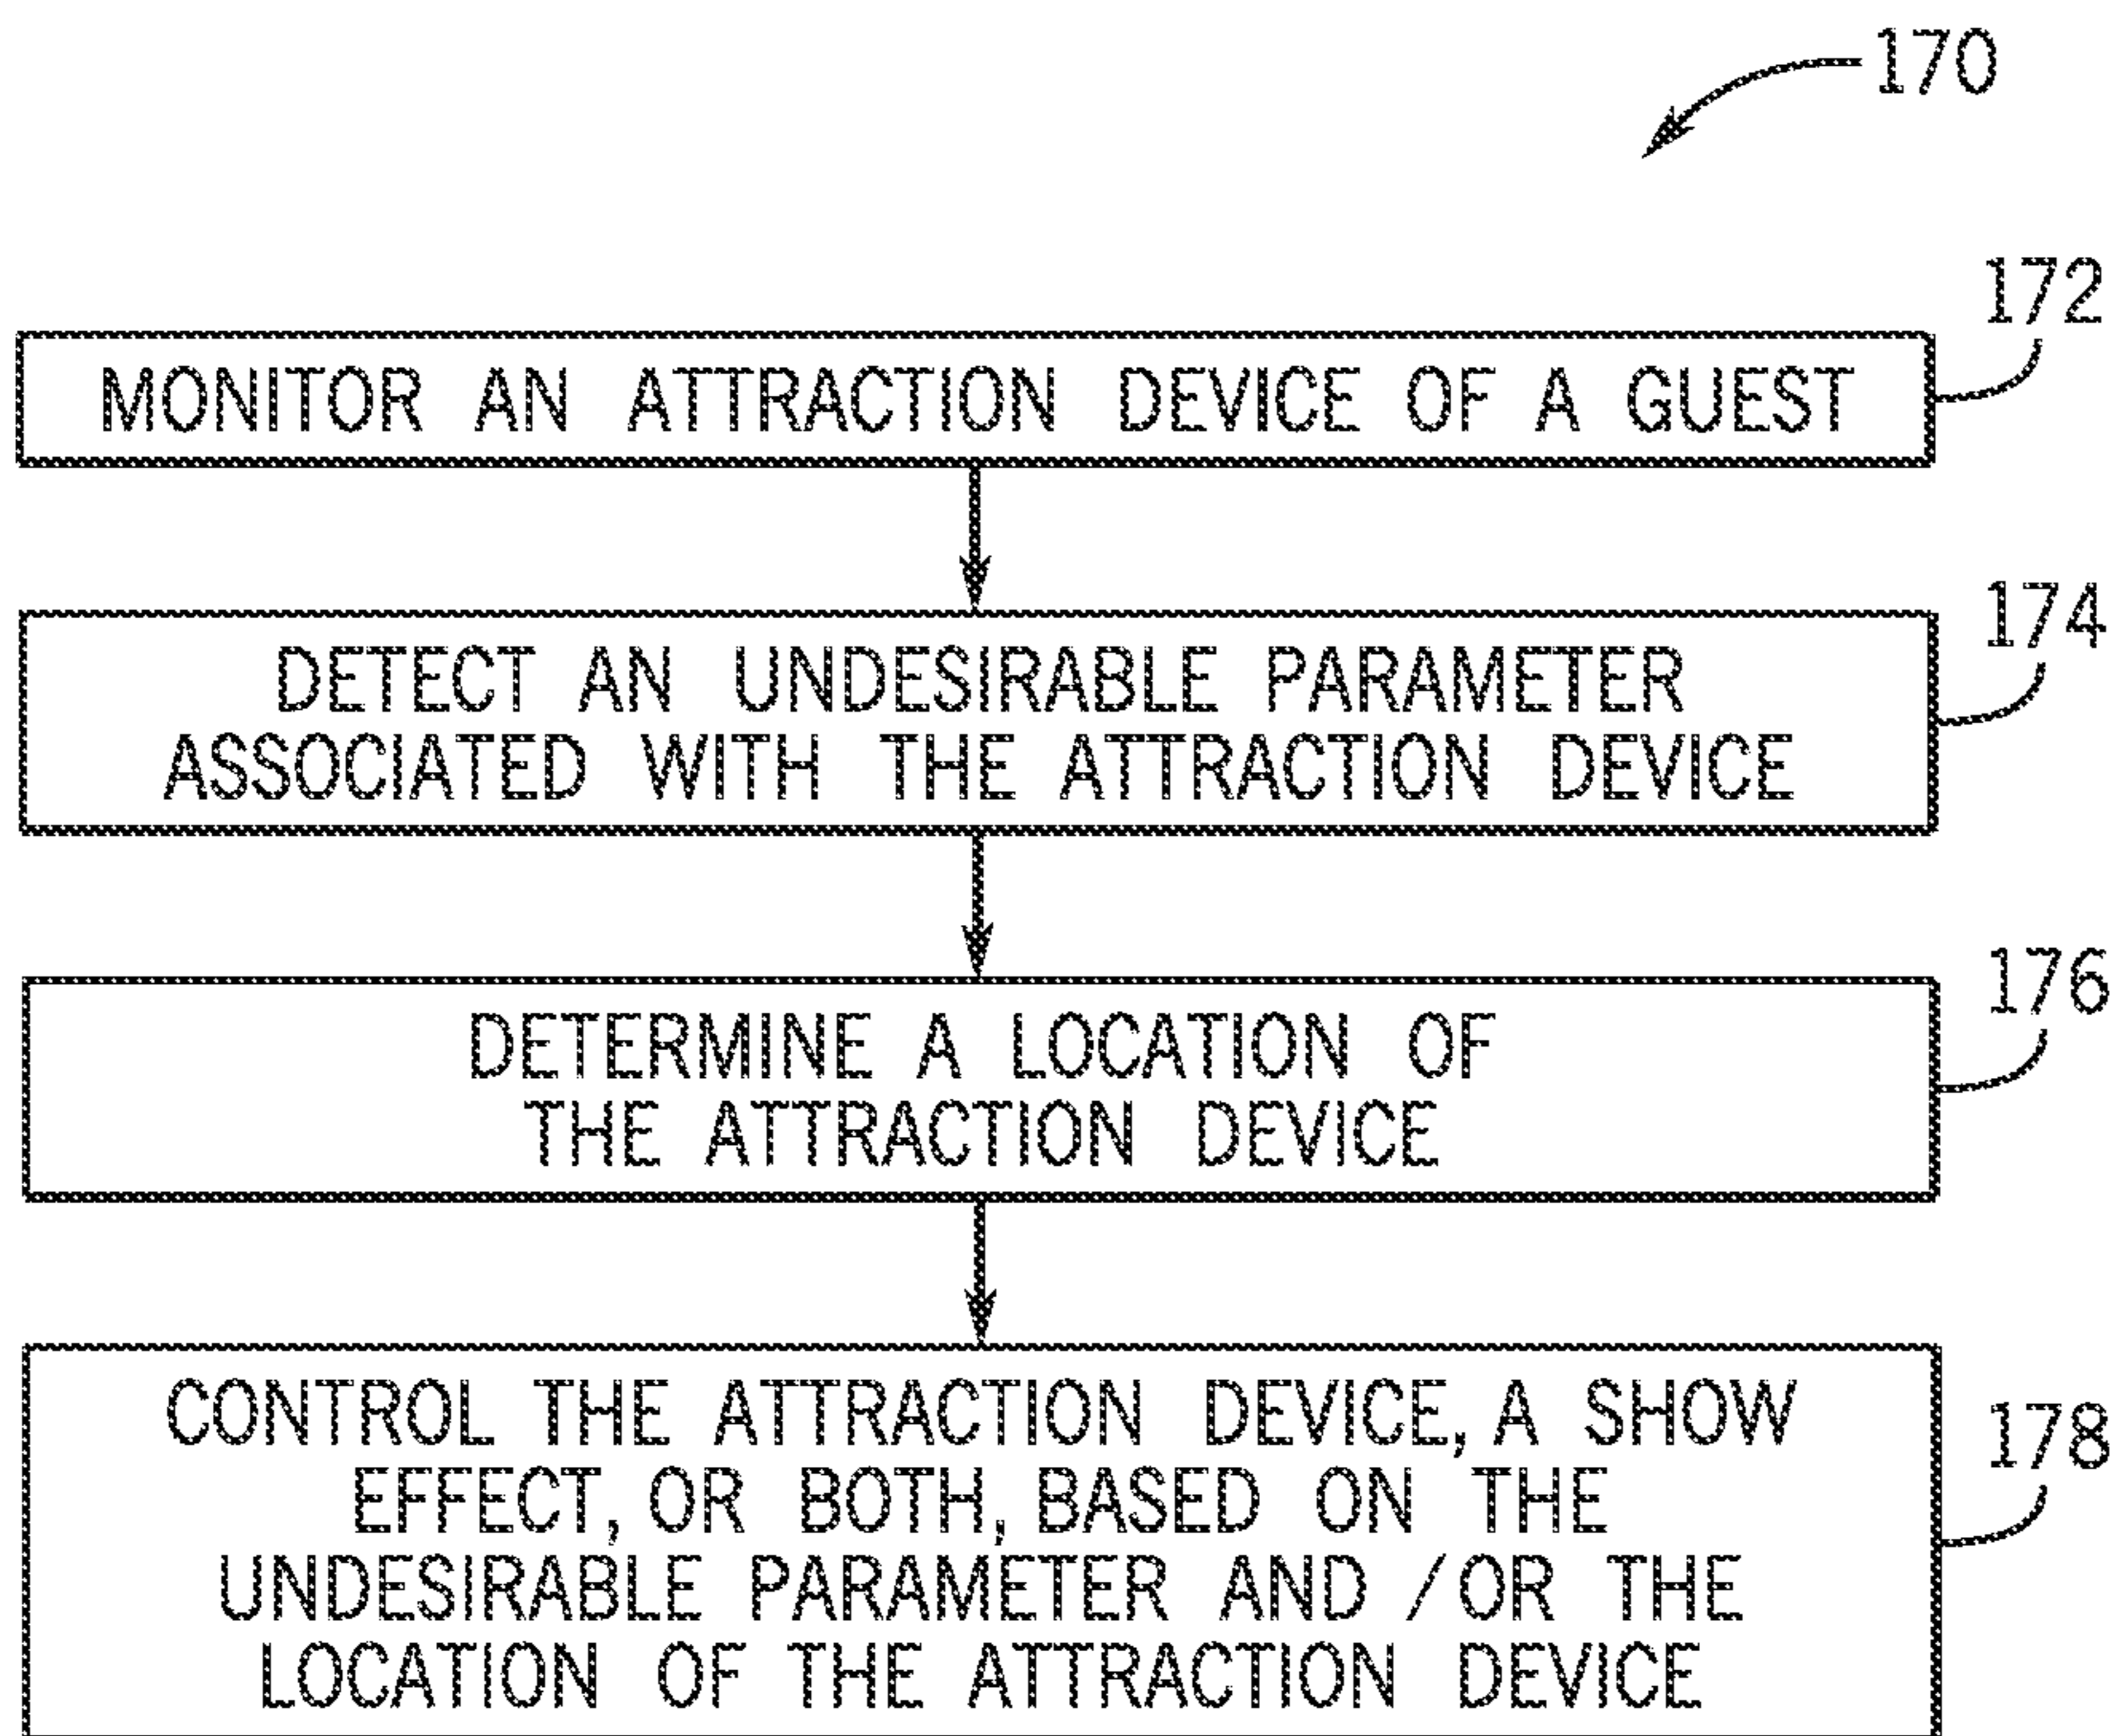 170
172
MONITOR AN ATTRACTION DEVICE OF A GUEST
174
DETECT AN UNDESIRABLE PARAMETER
ASSOCIATED WITH THE ATTRACTION DEVICE
176
DETERMINE A LOCATION OF
THE ATTRACTION DEVICE
178
CONTROL THE ATTRACTION DEVICE, A SHOW
EFFECT, OR BOTH, BASED ON THE
UNDESIRABLE PARAMETER AND /OR THE
LOCATION OF THE ATTRACTION DEVICE